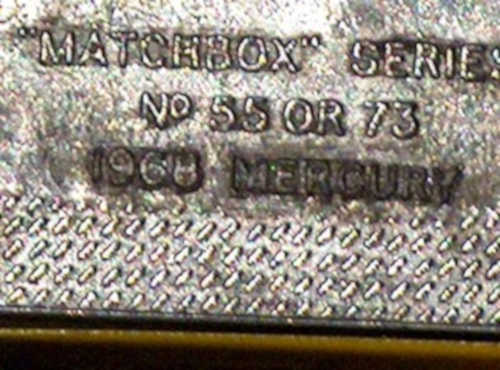 "MATCHBOX" SERIES
Nº 55 OR 73
1968 MERCURY